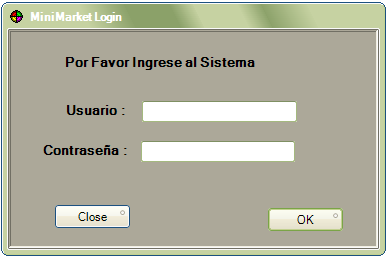 MiniMarket Login
Por Favor Ingrese al Sistema
Usuario :
Contraseña :
Close
OK